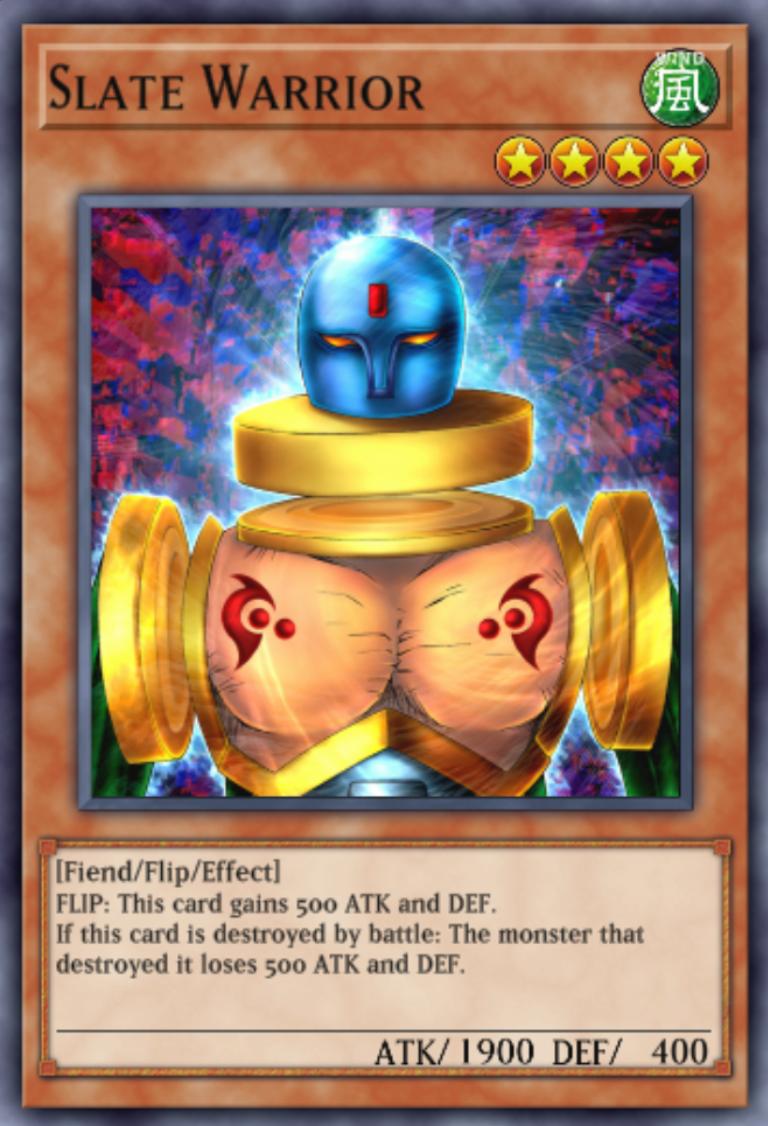 SLATE WARRIOR
WIND
風
[Fiend/Flip/Effect]
FLIP: This card gains 500 ATK and DEF.
If this card is destroyed by battle: The monster that
destroyed it loses 500 ATK and DEF.
ATK/ 1900 DEF/ 400